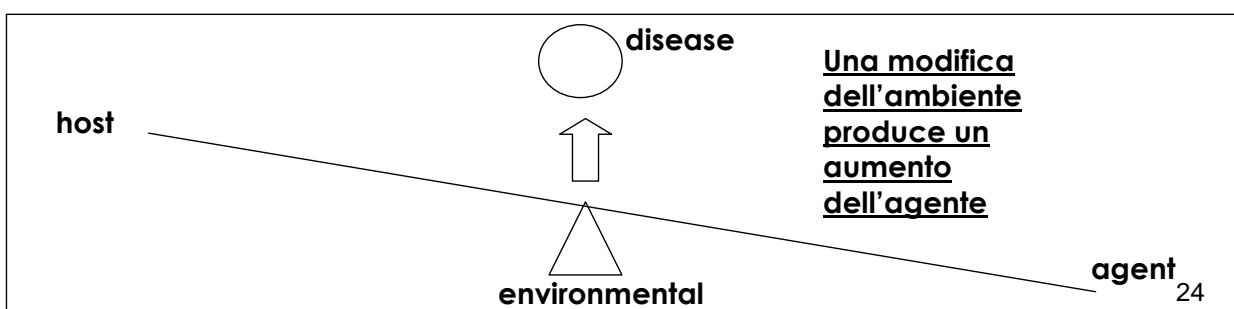 disease
host
Una modifica
dell’ambiente
produce un
aumento
dell’agente
environmental
agent
24